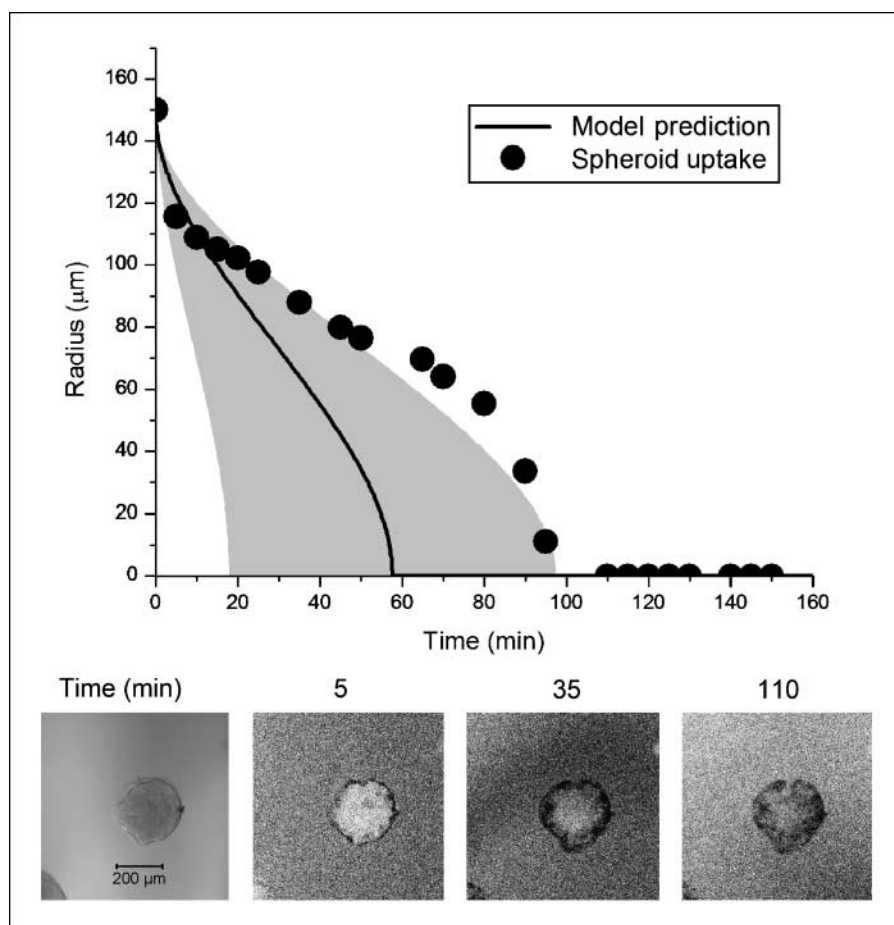 160
140
120
100
80
60
40
20
0
Radius (μm)
Model prediction
Spheroid uptake
0 20 40 60 80 100 120 140 160
Time (min)
Time (min) 5 35 110
200 μm